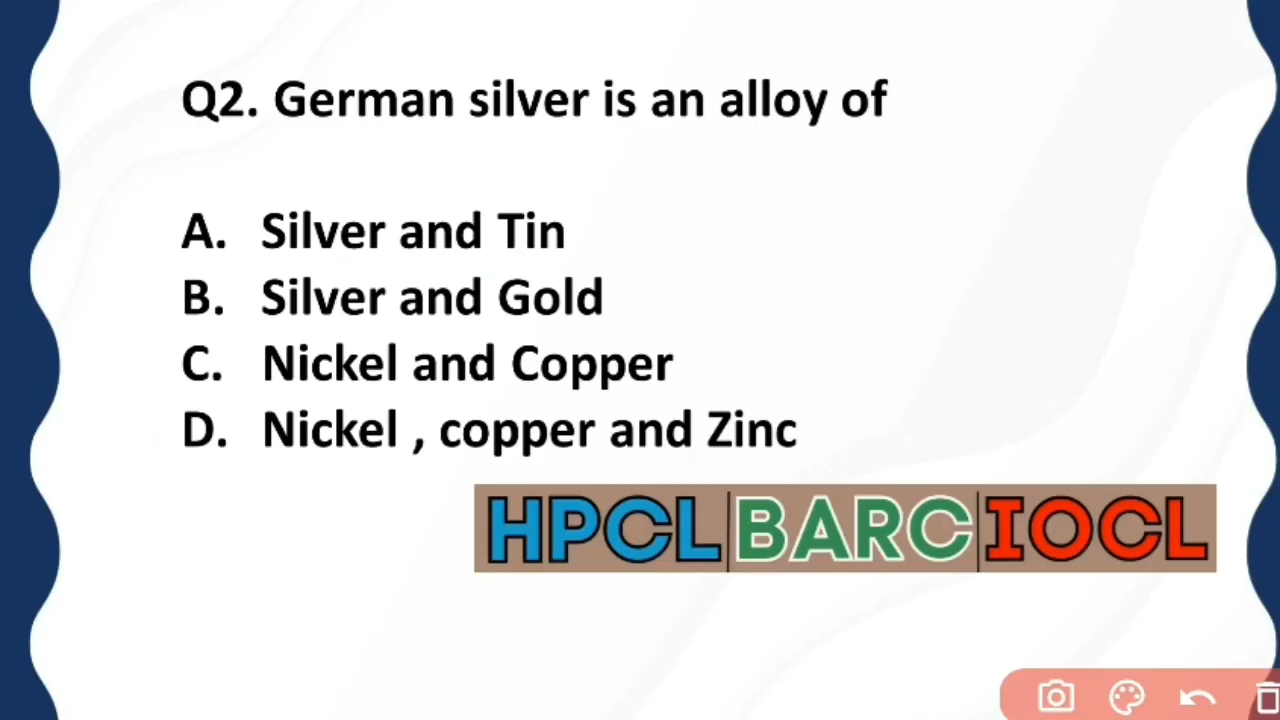 Q2. German silver is an alloy of
A. Silver and Tin
B. Silver and Gold
C. Nickel and Copper
D. Nickel , copper and Zinc
HPCL BARC IOCL